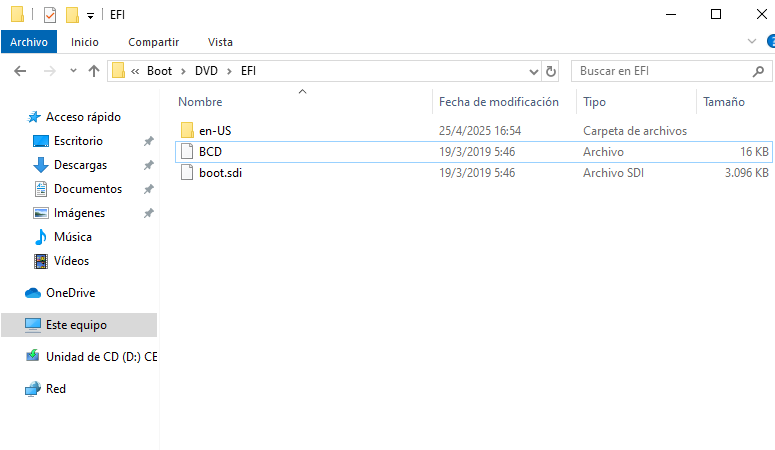 EFI
Archivo Inicio Compartir Vista
« Boot > DVD > EFI Buscar en EFI
Nombre Fecha de modificación Tipo Tamaño
Acceso rápido
Escritorio
Descargas
Documentos
Imágenes
Música
Vídeos
OneDrive
Este equipo
Unidad de CD (D:) CE
Red
en-US 25/4/2025 16:54 Carpeta de archivos
BCD 19/3/2019 5:46 Archivo 16 KB
boot.sdi 19/3/2019 5:46 Archivo SDI 3.096 KB